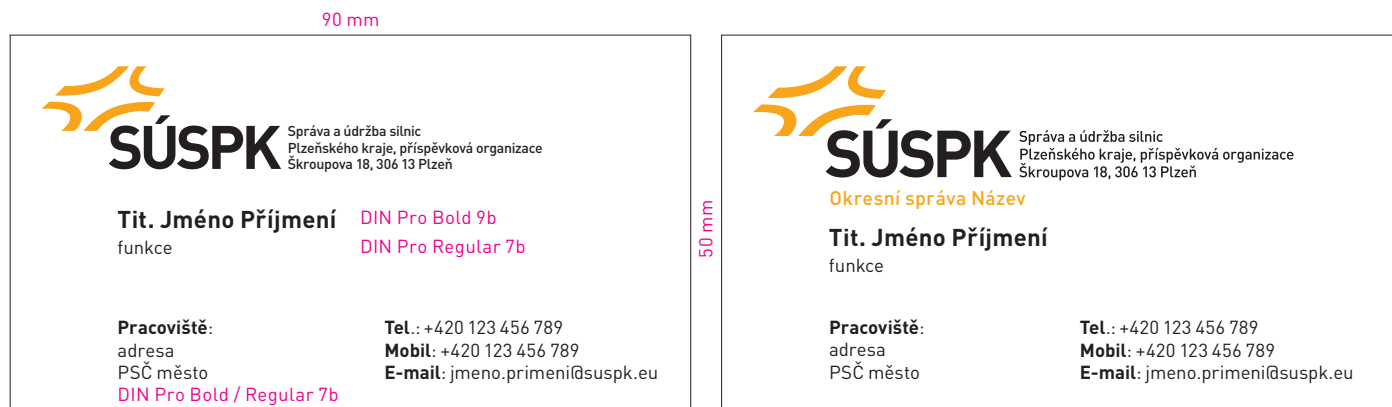 90 mm
SÚSPK
Správa a údržba silnic
Plzeňského kraje, příspěvková organizace
Škroupova 18, 306 13 Plzeň
Tit. Jméno Příjmení
DIN Pro Bold 9b
funkce
DIN Pro Regular 7b
Pracoviště:
adresa
PSČ město
DIN Pro Bold / Regular 7b
Tel.: +420 123 456 789
Mobil: +420 123 456 789
E-mail: jmeno.primeni@suspk.eu
50 mm
SÚSPK
Správa a údržba silnic
Plzeňského kraje, příspěvková organizace
Škroupova 18, 306 13 Plzeň
Okresní správa Název
Tit. Jméno Příjmení
funkce
Pracoviště:
adresa
PSČ město
Tel.: +420 123 456 789
Mobil: +420 123 456 789
E-mail: jmeno.primeni@suspk.eu